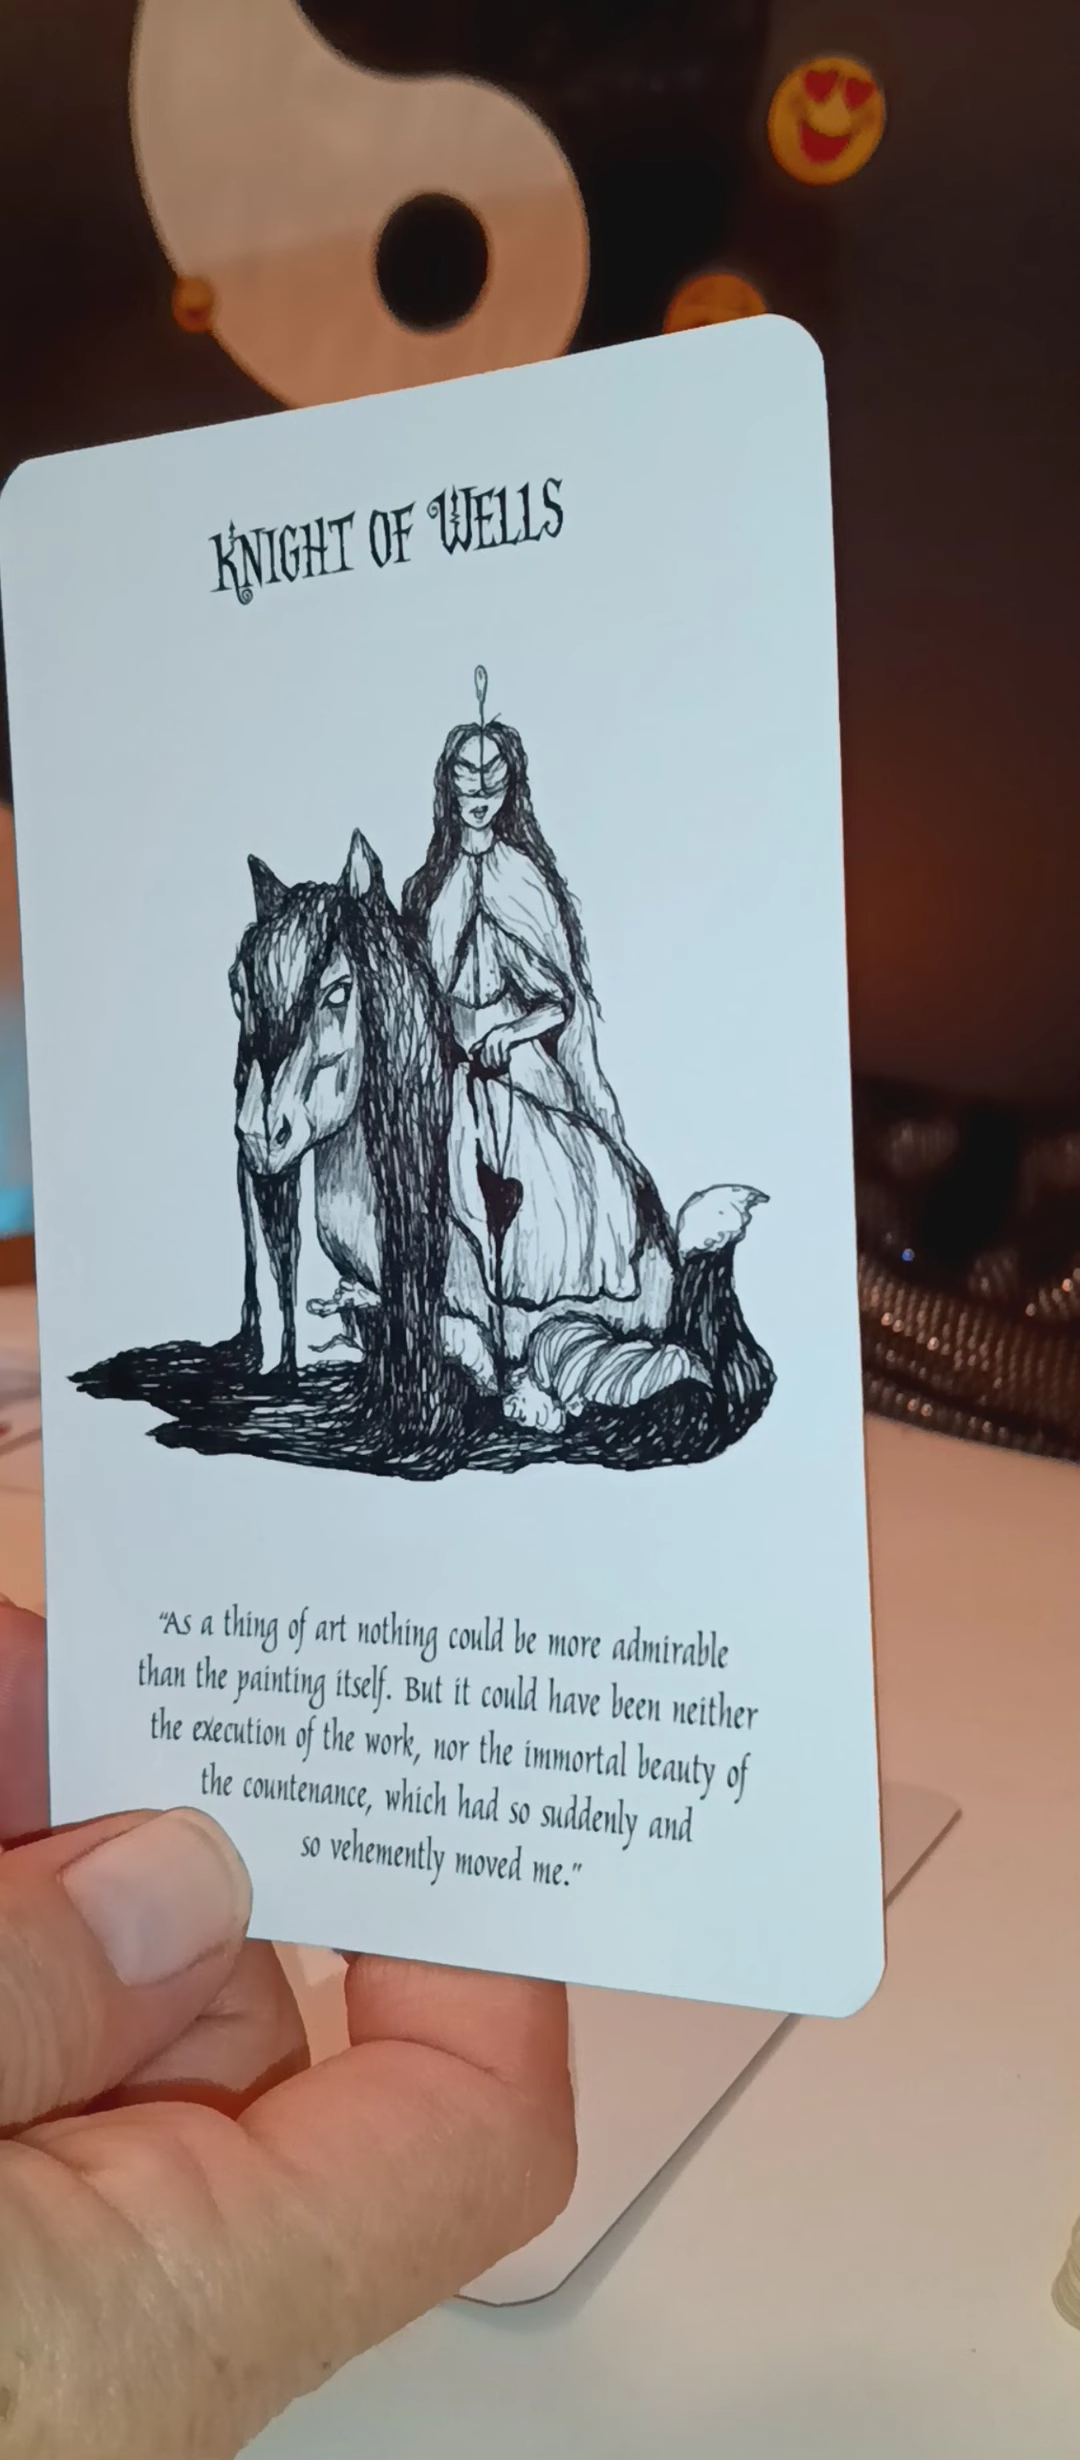 KNIGHT OF WELLS
“As a thing of art nothing could be more admirable
than the painting itself. But it could have been neither
the execution of the work, nor the immortal beauty of
the countenance, which had so suddenly and
so vehemently moved me.”